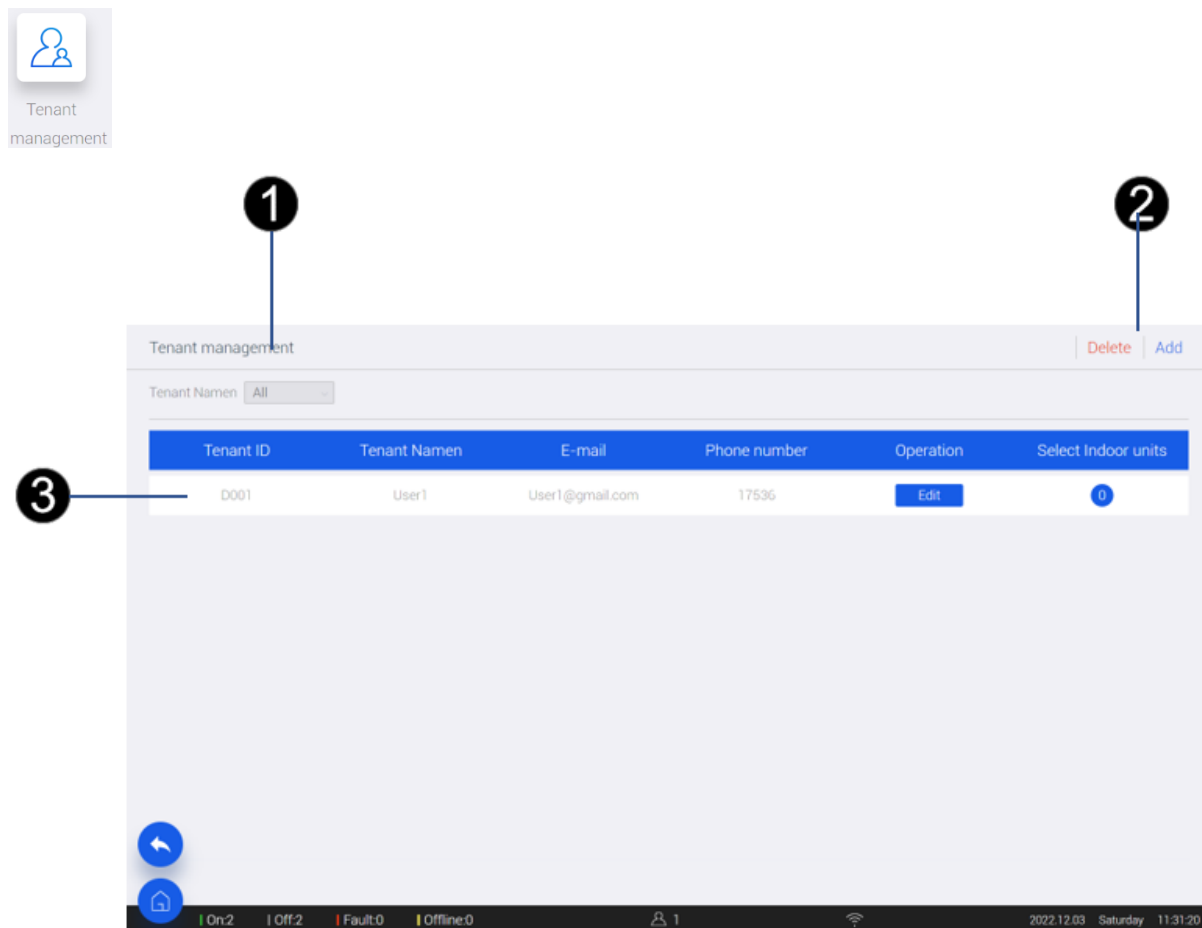 Tenant
management
1
2
Tenant management Delete Add
Tenant Namen All
Tenant ID Tenant Namen E-mail Phone number Operation Select Indoor units
3
D001 User1 User1@gmail.com 17536 Edit 0
On:2 Off:2 Fault:0 Offline:0 1 2022.12.03 Saturday 11:31:20